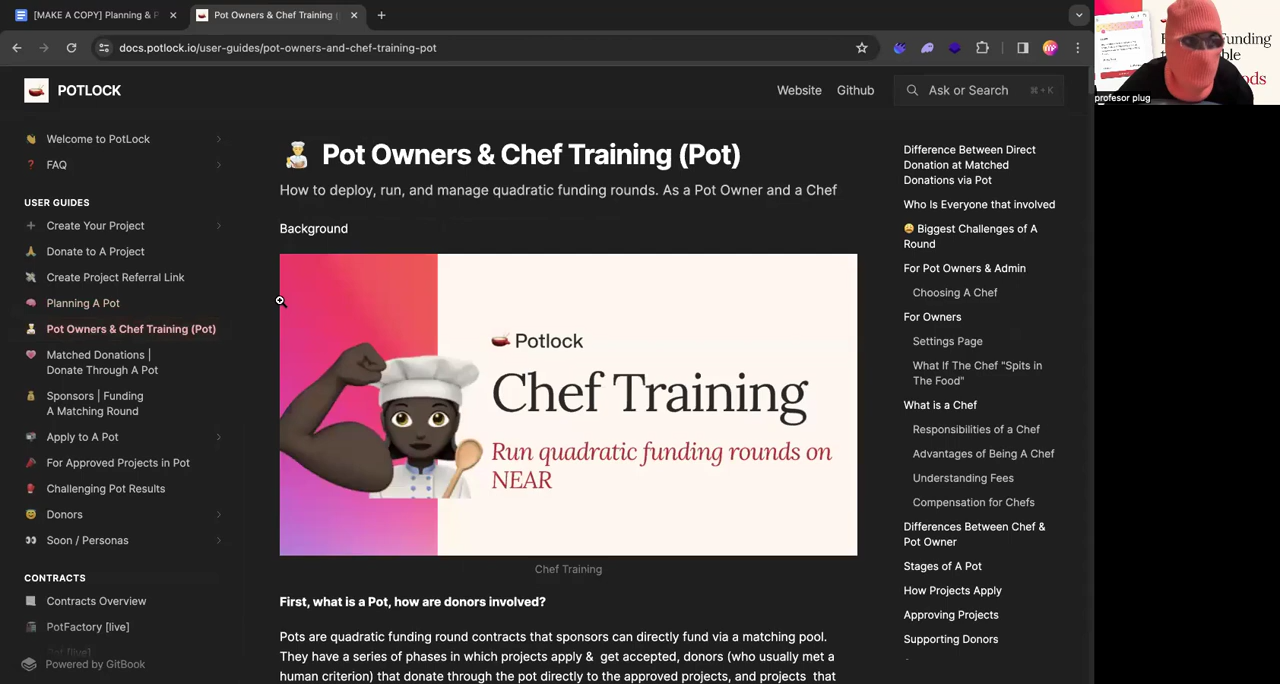 [MAKE A COPY] Planning & P
Pot Owners & Chef Training (
docs.potlock.io/user-guides/pot-owners-and-chef-training-pot
POTLOCK
Website
Github
Ask or Search
⌘ + K
Welcome to PotLock
FAQ
USER GUIDES
Create Your Project
Donate to A Project
Create Project Referral Link
Planning A Pot
Pot Owners & Chef Training (Pot)
Matched Donations |
Donate Through A Pot
Sponsors | Funding
A Matching Round
Apply to A Pot
For Approved Projects in Pot
Challenging Pot Results
Donors
Soon / Personas
CONTRACTS
Contracts Overview
PotFactory [live]
Pot [live]
Powered by GitBook
Pot Owners & Chef Training (Pot)
How to deploy, run, and manage quadratic funding rounds. As a Pot Owner and a Chef
Background
Potlock
Chef Training
Run quadratic funding rounds on
NEAR
Chef Training
First, what is a Pot, how are donors involved?
Pots are quadratic funding round contracts that sponsors can directly fund via a matching pool.
They have a series of phases in which projects apply & get accepted, donors (who usually met a
human criterion) that donate through the pot directly to the approved projects, and projects that
Difference Between Direct
Donation at Matched
Donations via Pot
Who Is Everyone that involved
Biggest Challenges of A
Round
For Pot Owners & Admin
Choosing A Chef
For Owners
Settings Page
What If The Chef "Spits in
The Food"
What is a Chef
Responsibilities of a Chef
Advantages of Being A Chef
Understanding Fees
Compensation for Chefs
Differences Between Chef &
Pot Owner
Stages of A Pot
How Projects Apply
Approving Projects
Supporting Donors
Funding
ods
profesor plug